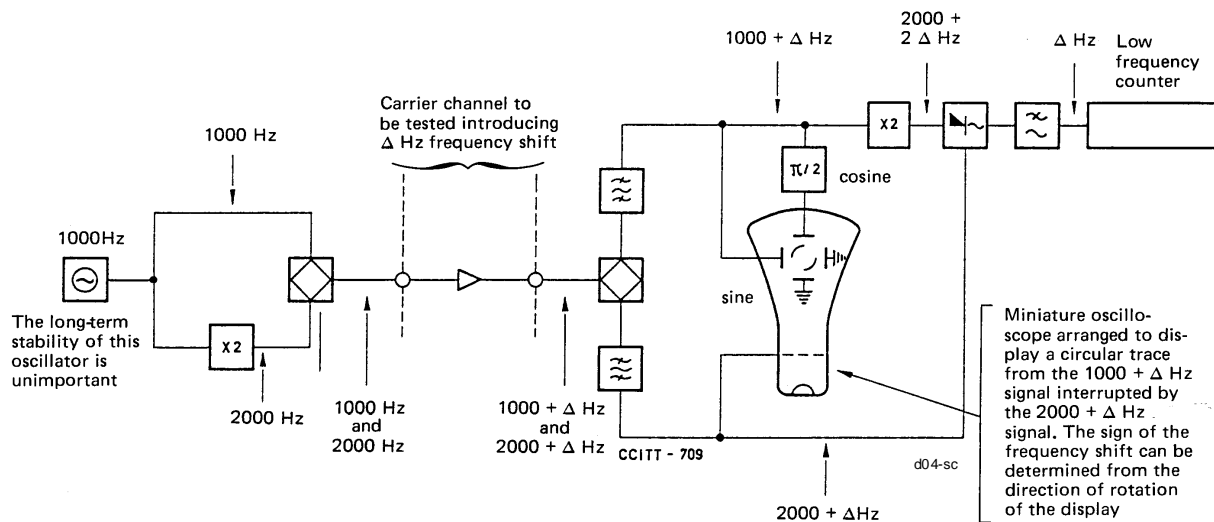 1000 + Δ Hz
2000 +
2 Δ Hz
Δ Hz
Low
frequency
counter
Carrier channel to
be tested introducing
Δ Hz frequency shift
1000 Hz
X2
π/2
cosine
1000Hz
sine
The long-term
stability of this
oscillator is
unimportant
X2
2000 Hz
1000 Hz
and
2000 Hz
1000 + Δ Hz
and
2000 + Δ Hz
CCITT - 709
2000 + ΔHz
d04-sc
Miniature oscillo-
scope arranged to dis-
play a circular trace
from the 1000 + Δ Hz
signal interrupted by
the 2000 + Δ Hz
signal. The sign of the
frequency shift can be
determined from the
direction of rotation
of the display